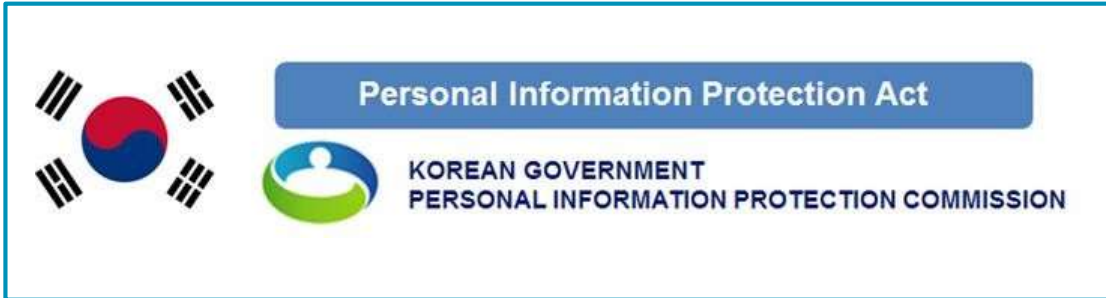 Personal Information Protection Act
KOREAN GOVERNMENT
PERSONAL INFORMATION PROTECTION COMMISSION